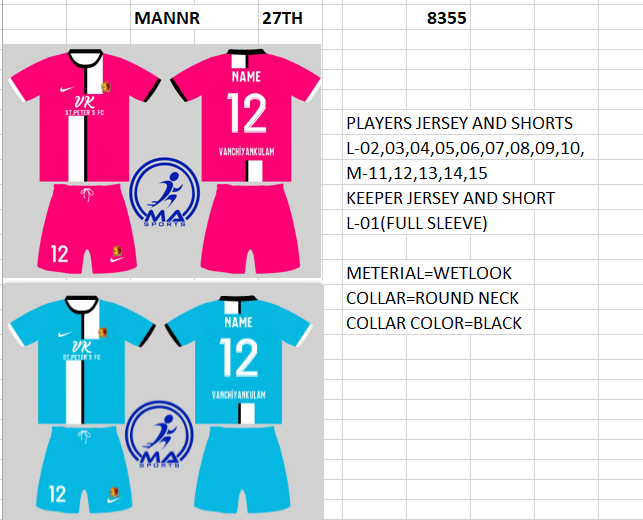 MANNR 27TH 8355
NAME
12
VK
ST.PETER'S FC
VANCHIYANKULAM
MA
SPORTS
12
NAME
12
VK
ST.PETER'S FC
VANCHIYANKULAM
MA
SPORTS
12
PLAYERS JERSEY AND SHORTS
L-02,03,04,05,06,07,08,09,10,
M-11,12,13,14,15
KEEPER JERSEY AND SHORT
L-01(FULL SLEEVE)
METERIAL=WETLOOK
COLLAR=ROUND NECK
COLLAR COLOR=BLACK